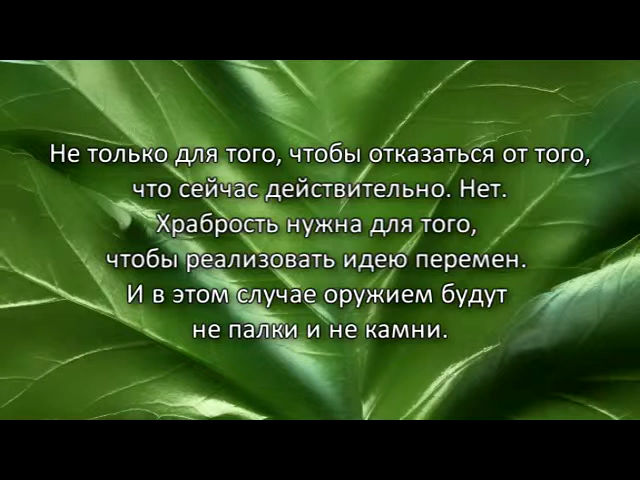 Не только для того, чтобы отказаться от того,
что сейчас действительно. Нет.
Храбрость нужна для того,
чтобы реализовать идею перемен.
И в этом случае оружием будут
не палки и не камни.